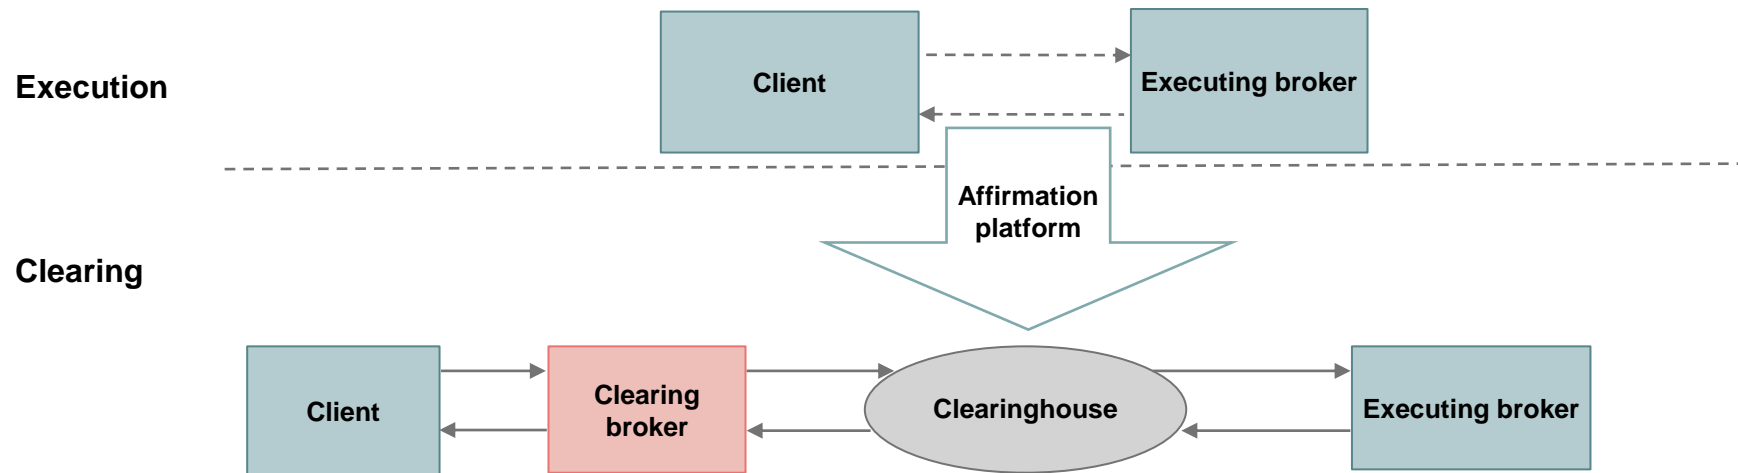 Execution
Client
Executing broker
Affirmation
platform
Clearing
Client
Clearing
broker
Clearinghouse
Executing broker